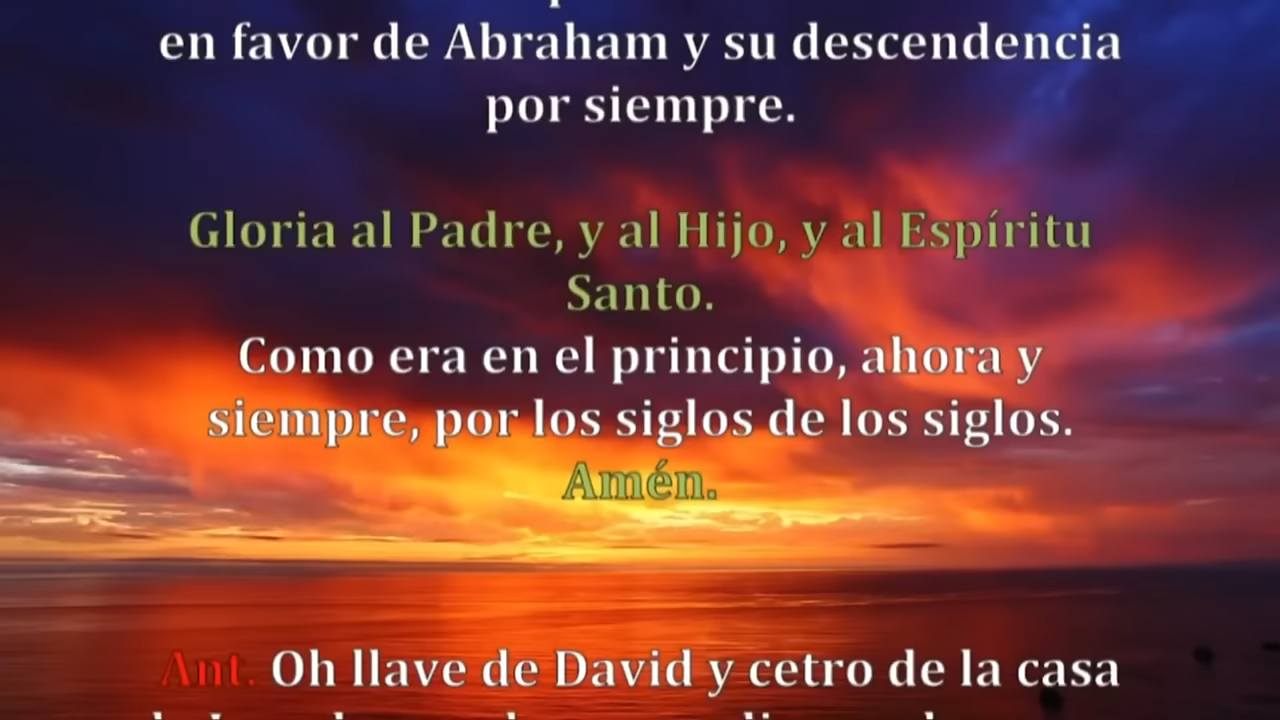 en favor de Abraham y su descendencia
por siempre.
Gloria al Padre, y al Hijo, y al Espíritu
Santo.
Como era en el principio, ahora y
siempre, por los siglos de los siglos.
Amén.
Ant. Oh llave de David y cetro de la casa